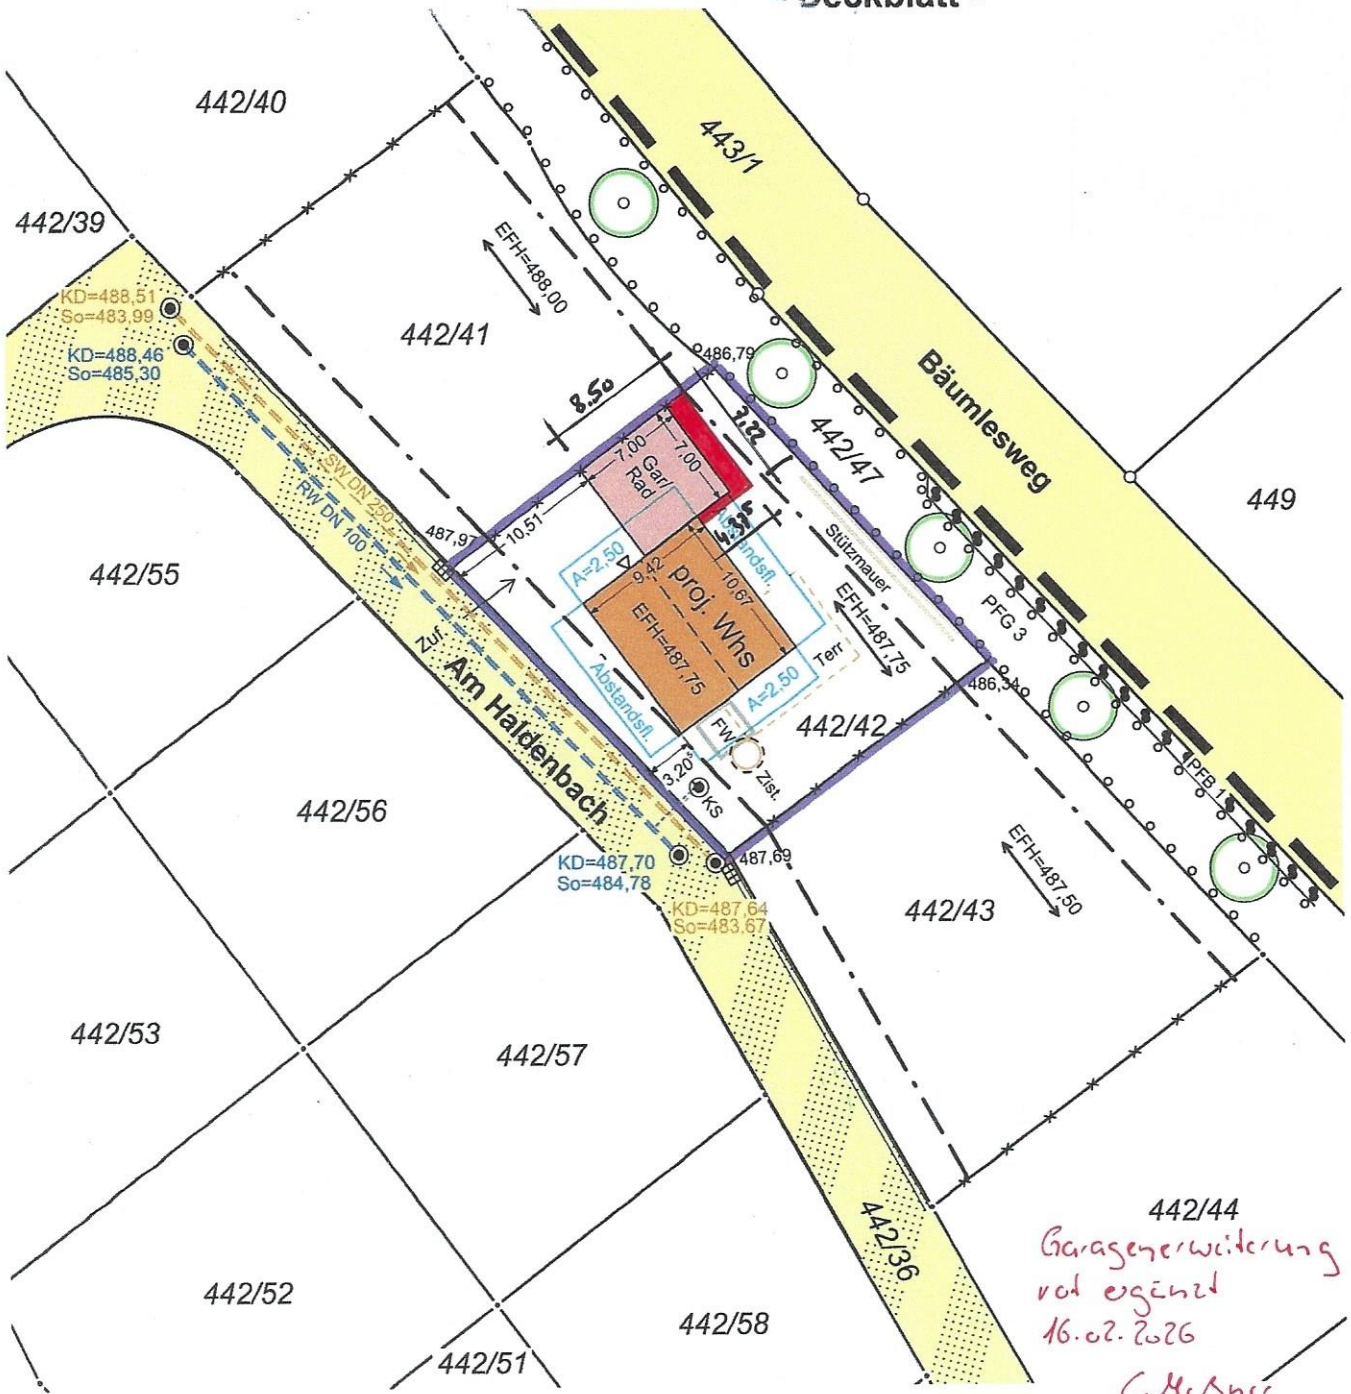 Deckblatt
442/40
443/1
442/39
EFH=488,00
KD=488,51
So=483,99
442/41
KD=488,46
So=485,30
486,79
Bäumlesweg
8.50
3,22
442/47
7,00
7,00
Gar/
Rad
449
SW DN 250
RW DN 100
487,97
10,51
4.335
Abstandsfl.
Stützmauer
442/55
A=2,50
9,42
10,67
proj. Whs
EFH=487,75
EFH=487,75
PFG 3
Zuf.
Am Haldenbach
Abstandsfl.
Terr
A=2,50
486,34
442/42
FW
3,20
Zist.
KS
PFB 1
442/56
KD=487,70
So=484,78
487,69
EFH=487,50
KD=487,64
So=483,67
442/43
442/53
442/57
442/36
442/44
Garagenerweiterung
rot ergänzt
16.02.2026
442/52
442/58
442/51